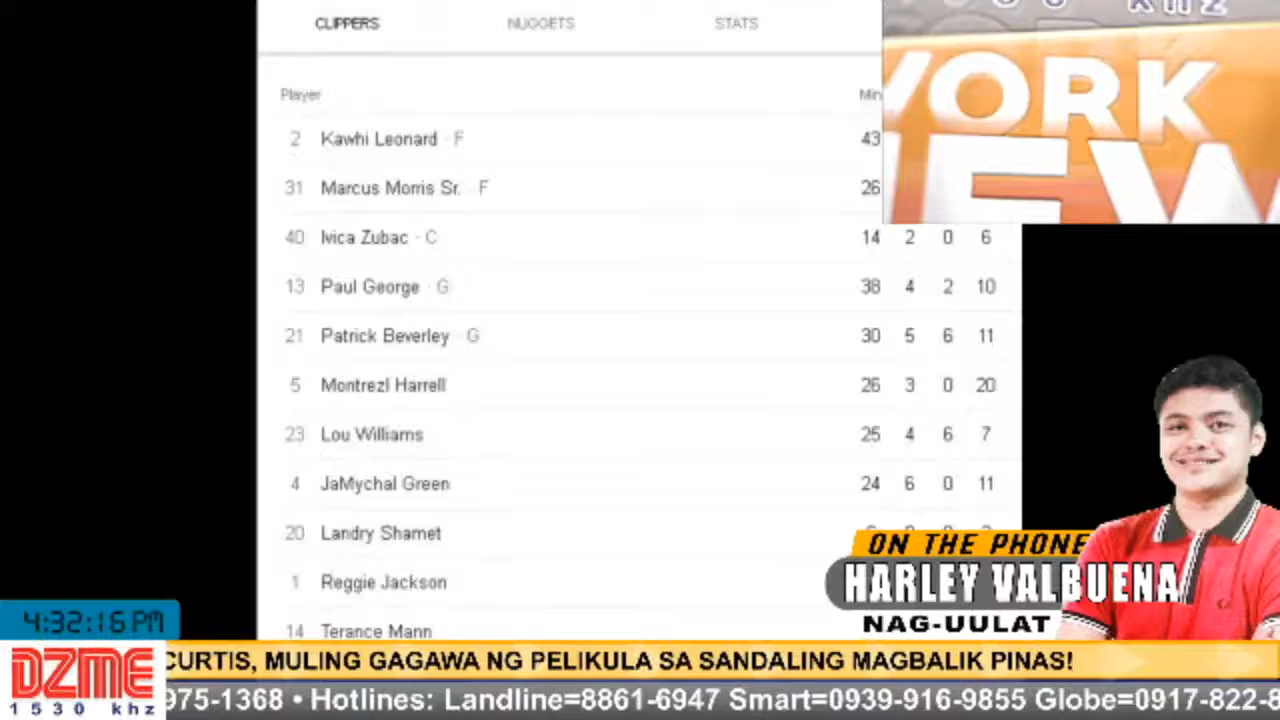 CLIPPERS NUGGETS STATS
Player Min
2 Kawhi Leonard · F 43
31 Marcus Morris Sr. · F 26
40 Ivica Zubac · C 14 2 0 6
13 Paul George · G 38 4 2 10
21 Patrick Beverley · G 30 5 6 11
5 Montrezl Harrell 26 3 0 20
23 Lou Williams 25 4 6 7
4 JaMychal Green 24 6 0 11
20 Landry Shamet
1 Reggie Jackson
14 Terance Mann
khz
WORK
NEW
ON THE PHONE
HARLEY VALBUENA
NAG-UULAT
4:32:16 PM
DZME
1530 khz
CURTIS, MULING GAGAWA NG PELIKULA SA SANDALING MAGBALIK PINAS!
975-1368 • Hotlines: Landline=8861-6947 Smart=0939-916-9855 Globe=0917-822-8